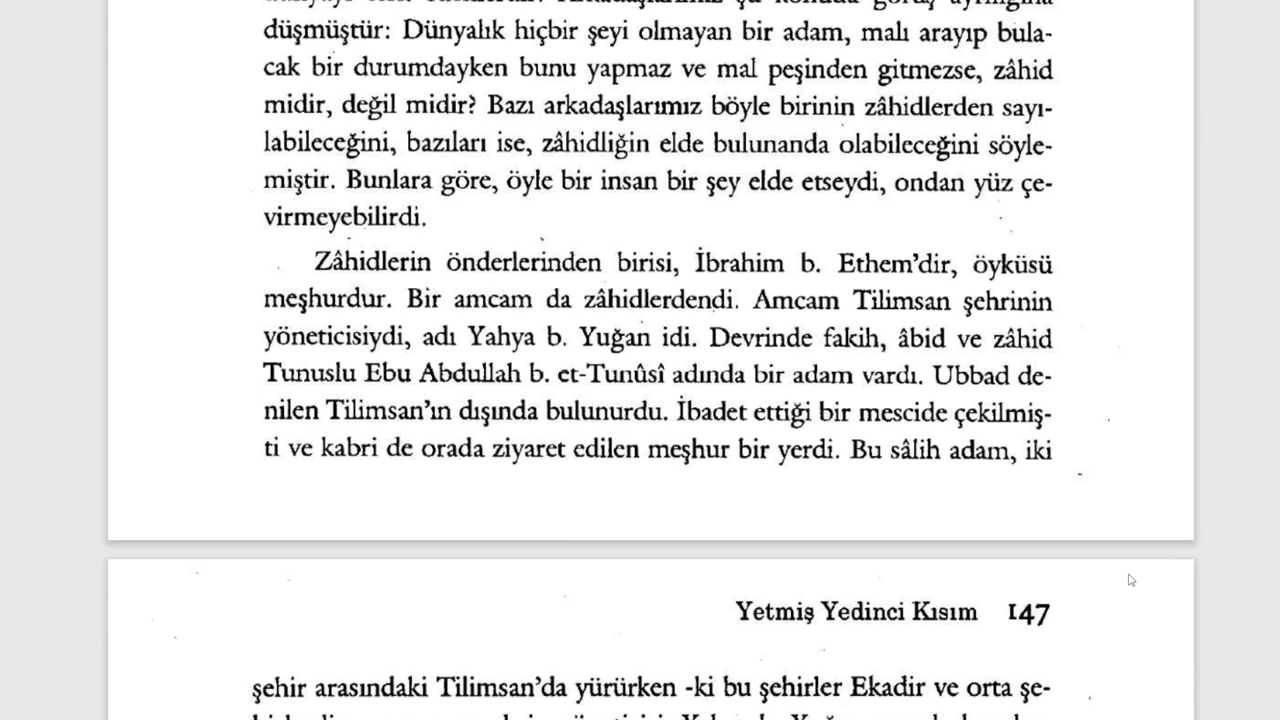 düşmüştür: Dünyalık hiçbir şeyi olmayan bir adam, malı arayıp bula-
cak bir durumdayken bunu yapmaz ve mal peşinden gitmezse, zâhid
midir, değil midir? Bazı arkadaşlarımız böyle birinin zâhidlerden sayı-
labileceğini, bazıları ise, zâhidliğin elde bulunanda olabileceğini söyle-
miştir. Bunlara göre, öyle bir insan bir şey elde etseydi, ondan yüz çe-
virmeyebilirdi.
Zâhidlerin önderlerinden birisi, İbrahim b. Ethem'dir, öyküsü
meşhurdur. Bir amcam da zâhidlerdendi. Amcam Tilimsan şehrinin
yöneticisiydi, adı Yahya b. Yuğan idi. Devrinde fakih, âbid ve zâhid
Tunuslu Ebu Abdullah b. et-Tunûsî adında bir adam vardı. Ubbad de-
nilen Tilimsan'ın dışında bulunurdu. İbadet ettiği bir mescide çekilmiş-
ti ve kabri de orada ziyaret edilen meşhur bir yerdi. Bu sâlih adam, iki
Yetmiş Yedinci Kısım 147
şehir arasındaki Tilimsan'da yürürken -ki bu şehirler Ekadir ve orta şe-